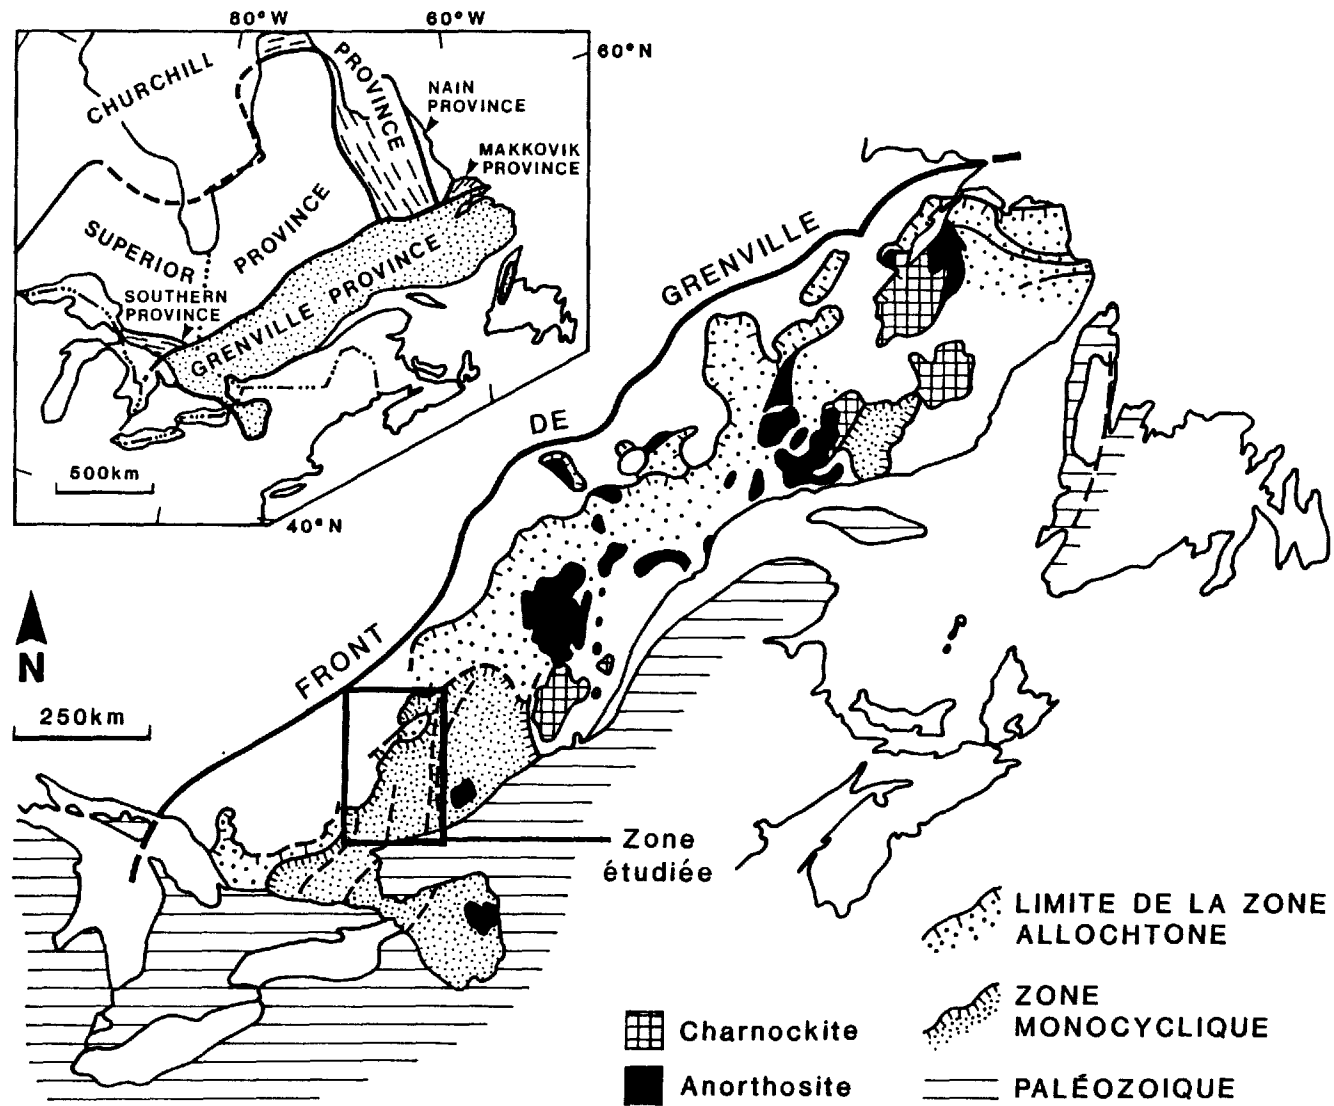 80°W
60°W
60°N
CHURCHILL
PROVINCE
NAIN
PROVINCE
MAKKOVIK
PROVINCE
SUPERIOR
PROVINCE
SOUTHERN
PROVINCE
GRENVILLE PROVINCE
500km
40°N
N
250km
FRONT
DE
GRENVILLE
Zone
étudiée
LIMITE DE LA ZONE
ALLOCHTONE
ZONE
MONOCYCLIQUE
Charnockite
Anorthosite
PALÉOZOIQUE